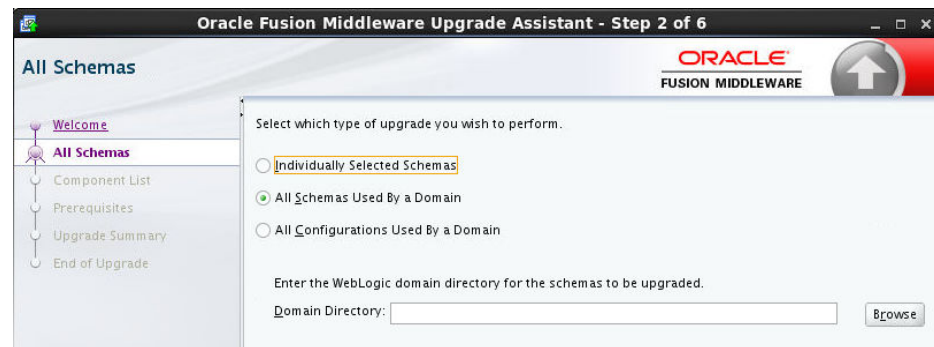 Oracle Fusion Middleware Upgrade Assistant - Step 2 of 6
All Schemas
ORACLE
FUSION MIDDLEWARE
Welcome
All Schemas
Component List
Prerequisites
Upgrade Summary
End of Upgrade
Select which type of upgrade you wish to perform.
Individually Selected Schemas
All Schemas Used By a Domain
All Configurations Used By a Domain
Enter the WebLogic domain directory for the schemas to be upgraded.
Domain Directory:
Browse